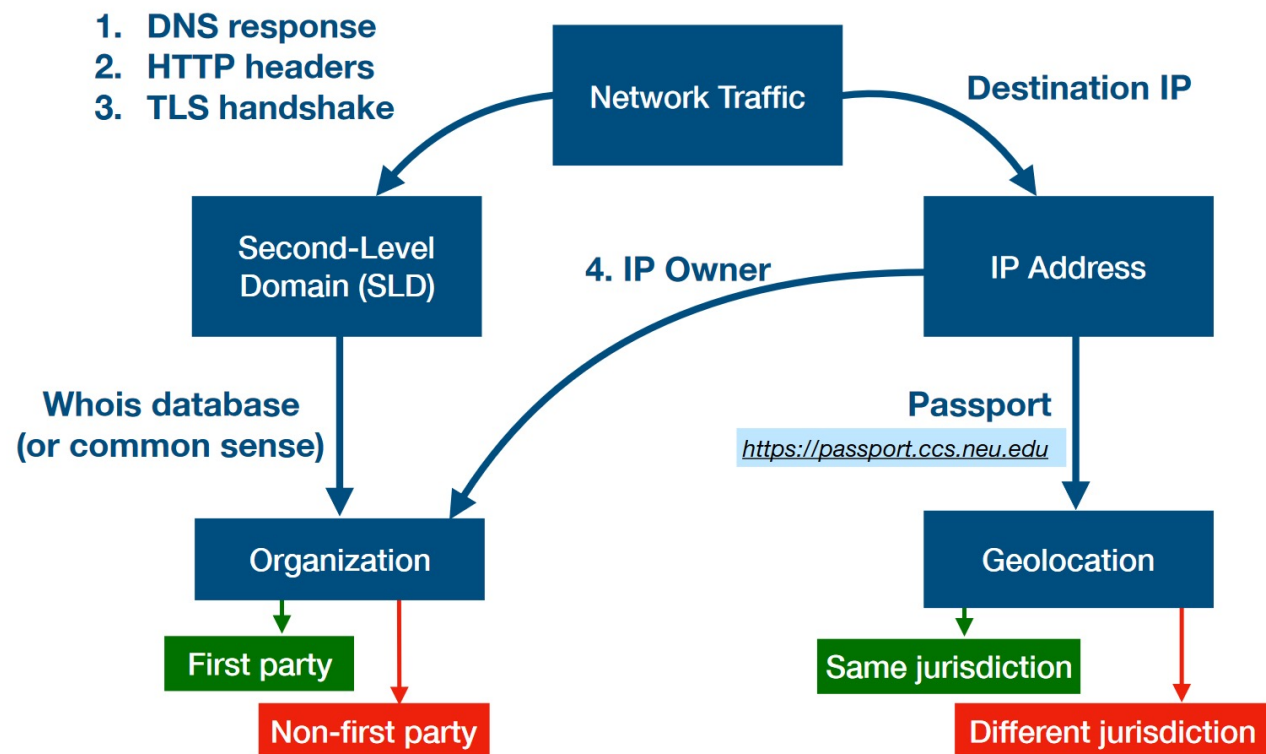 1. DNS response
2. HTTP headers
3. TLS handshake
Network Traffic
Destination IP
Second-Level
Domain (SLD)
4. IP Owner
IP Address
Whois database
(or common sense)
Passport
https://passport.ccs.neu.edu
Organization
Geolocation
First party
Same jurisdiction
Non-first party
Different jurisdiction